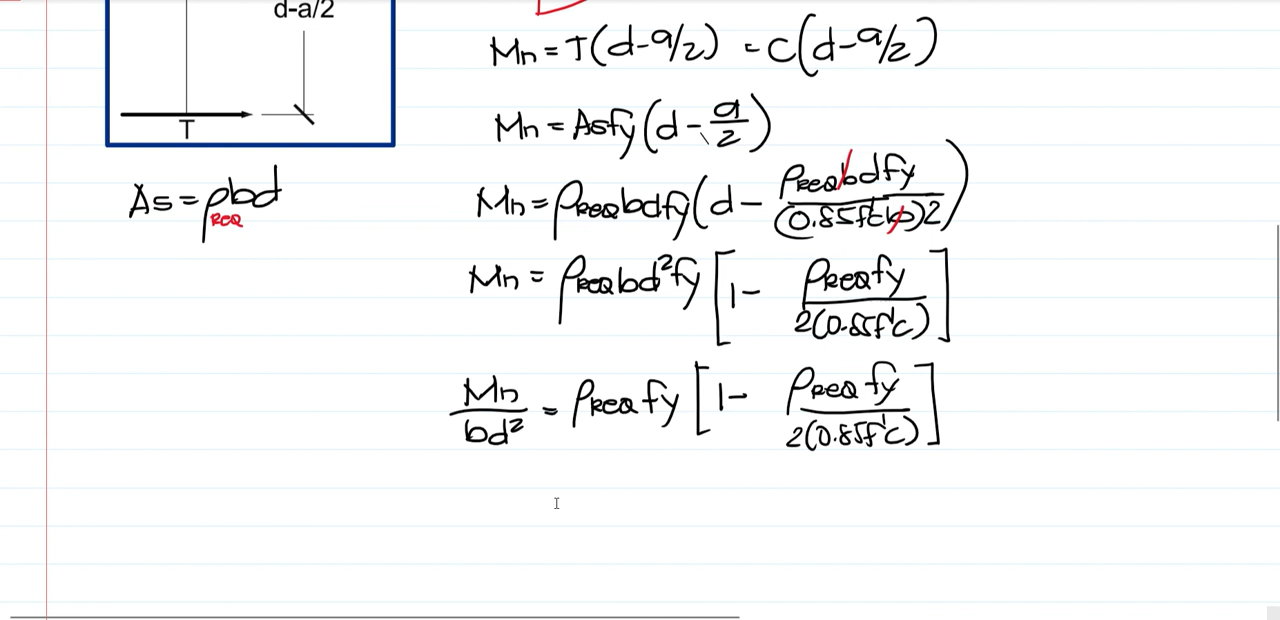 d-a/2
T
As = ρREQ bd
Mn = T(d-a/2) = C(d-a/2)
Mn = Asfy(d - a/2)
Mn = ρREQ bdfy(d - ρREQ bdfy/(0.85f'cb)2)
Mn = ρREQ bd²fy[1 - ρREQ fy/2(0.85f'c)]
Mn/bd² = ρREQ fy[1 - ρREQ fy/2(0.85f'c)]